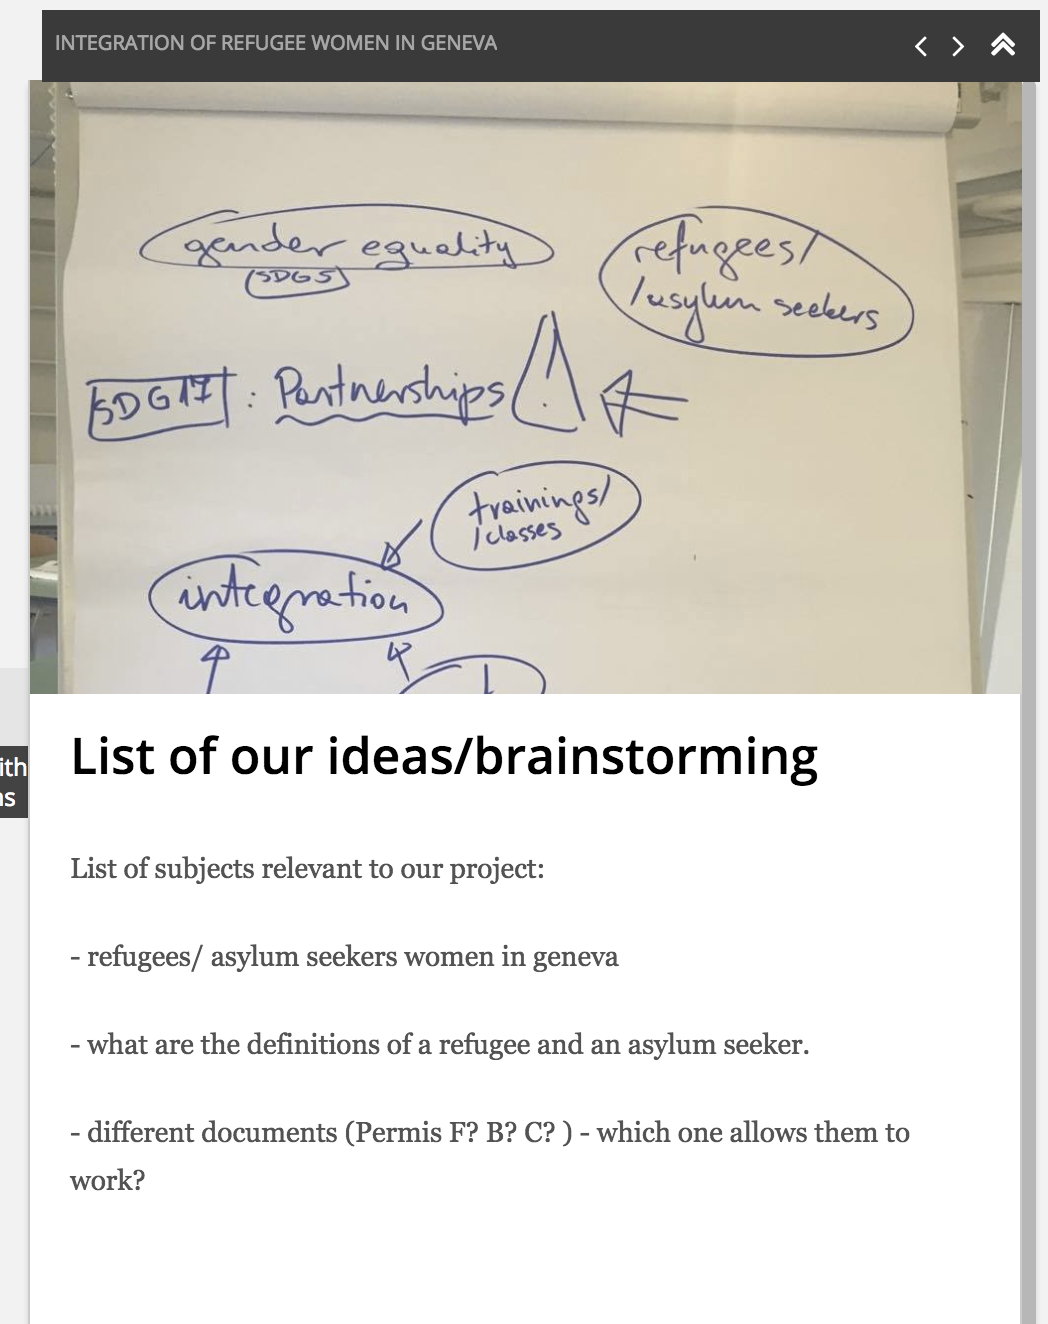 INTEGRATION OF REFUGEE WOMEN IN GENEVA
gender equality
(SDG5)
refugees/
/asylum seekers
SDG17 : Partnerships
trainings/
/classes
integration
ith
s
List of our ideas/brainstorming
List of subjects relevant to our project:
- refugees/ asylum seekers women in geneva
- what are the definitions of a refugee and an asylum seeker.
- different documents (Permis F? B? C? ) - which one allows them to
work?